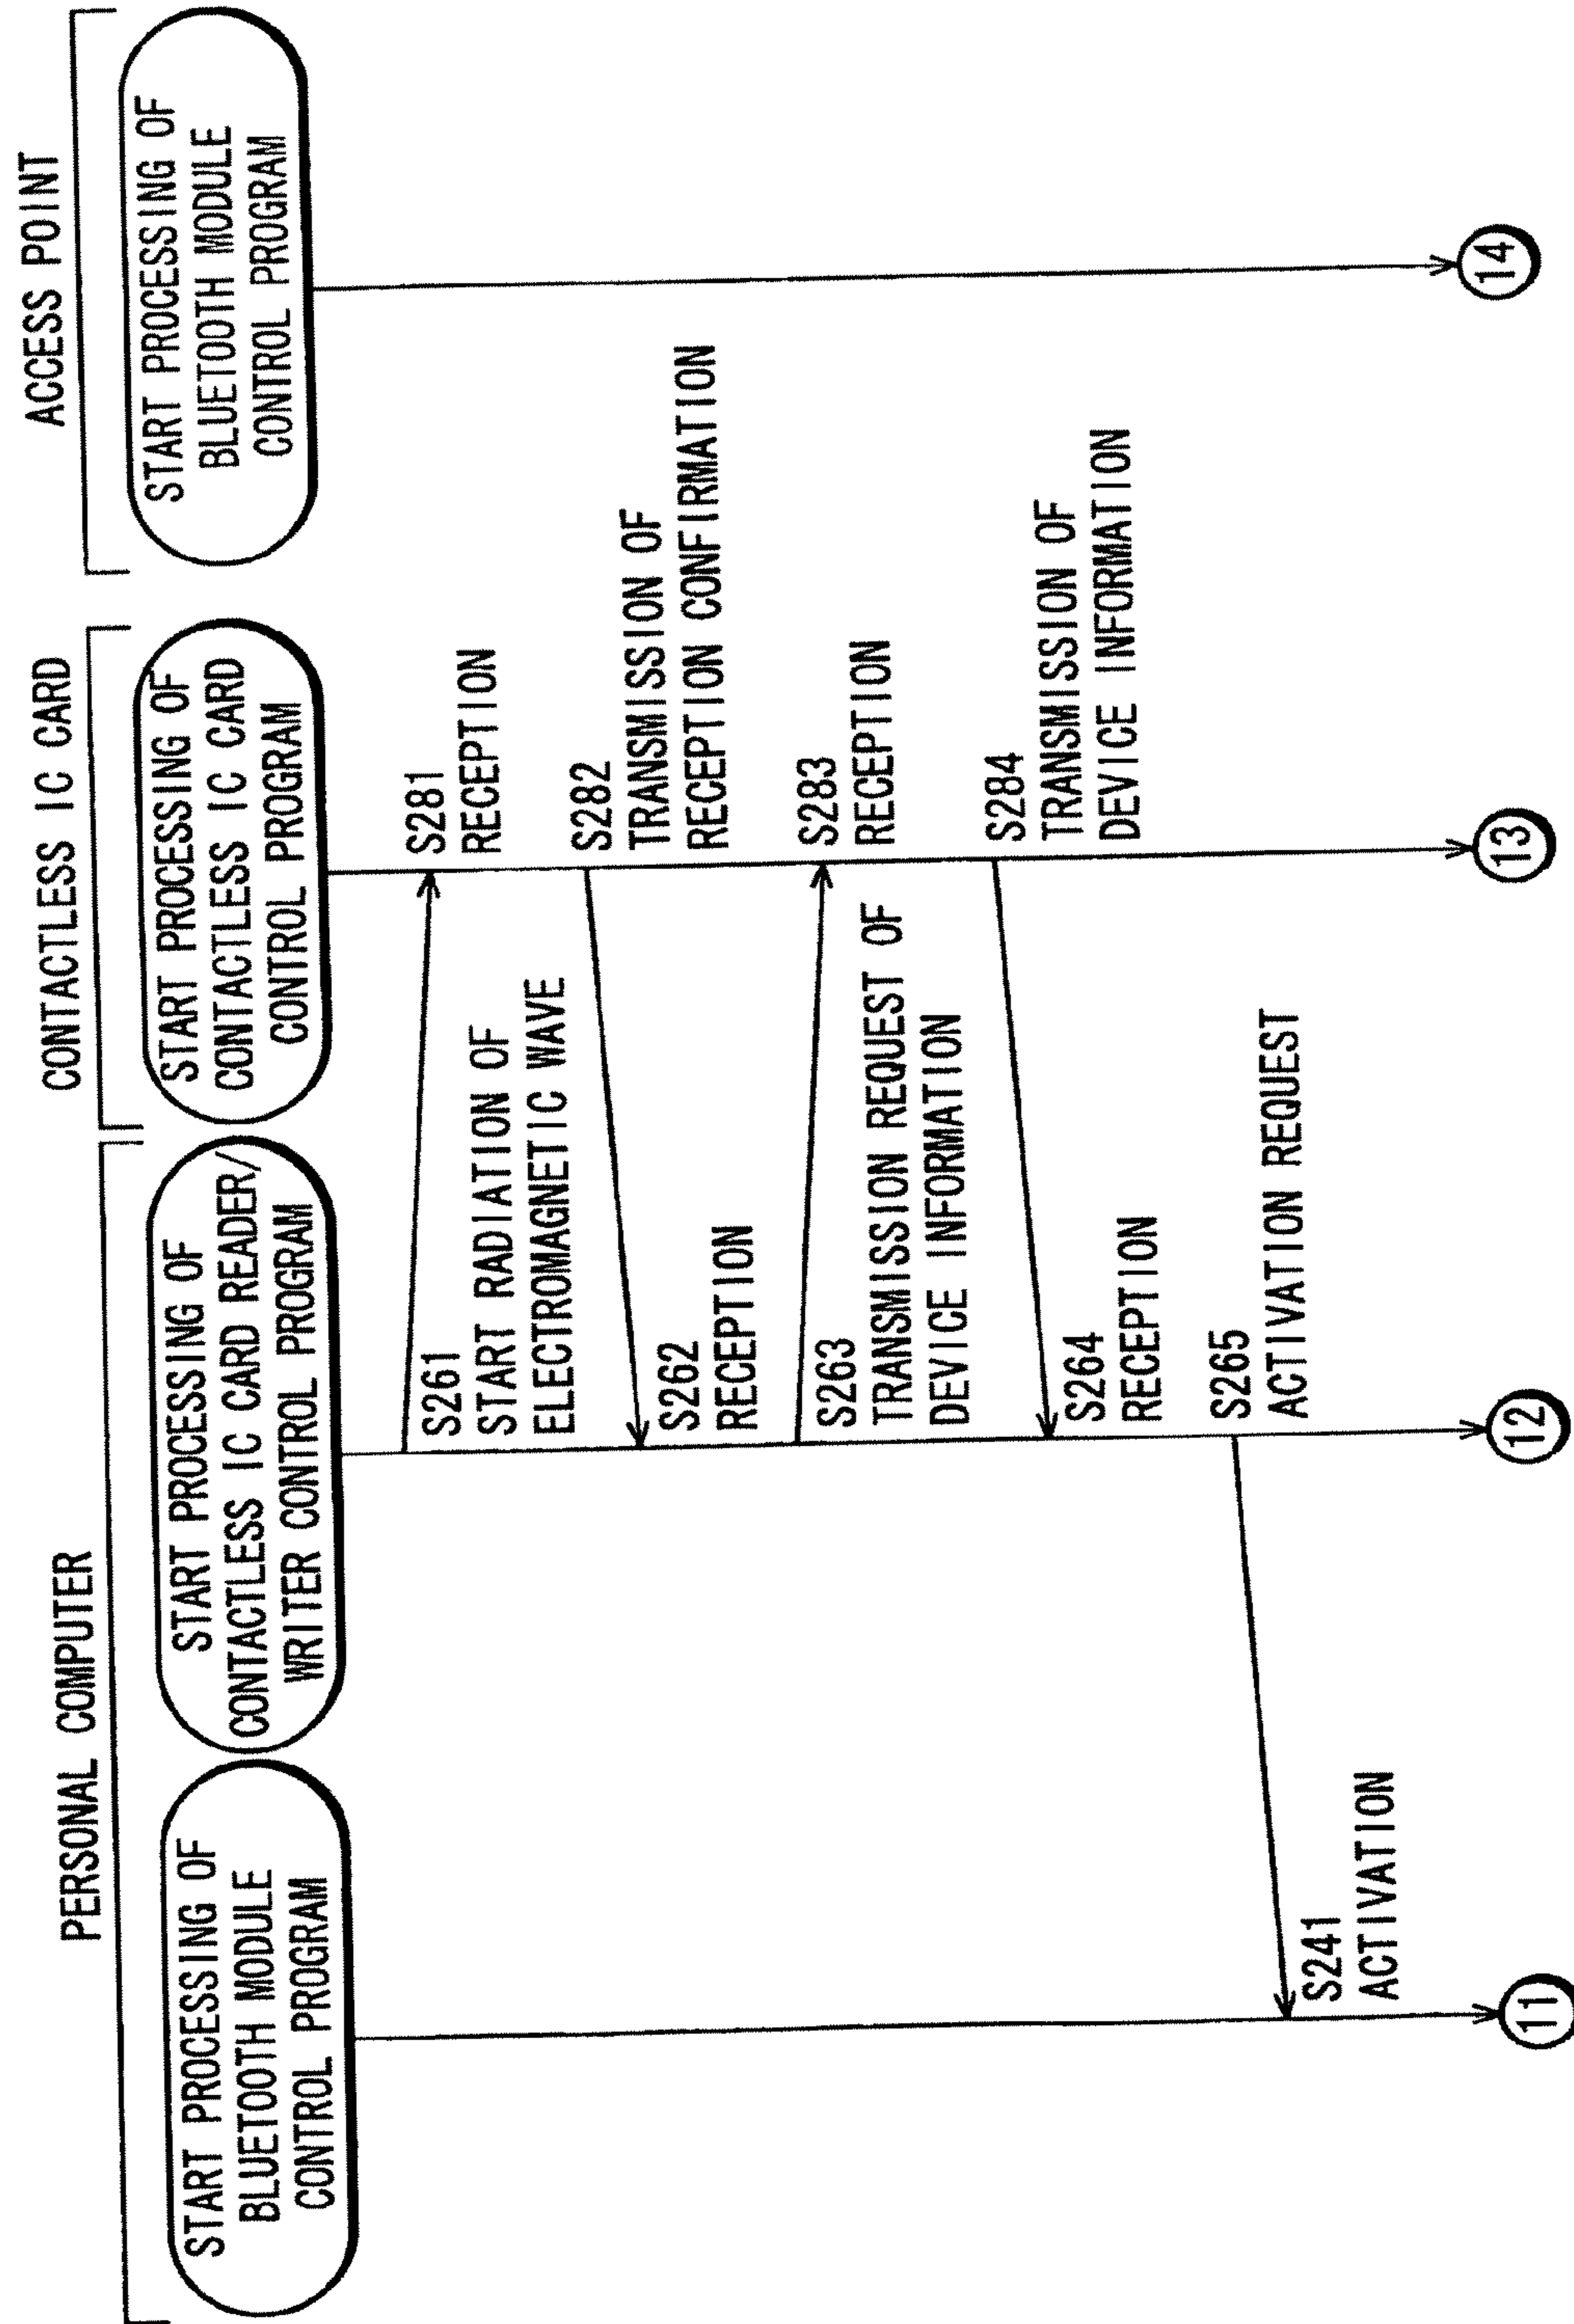 PERSONAL COMPUTER
CONTACTLESS IC CARD
ACCESS POINT
START PROCESSING OF
BLUETOOTH MODULE
CONTROL PROGRAM
START PROCESSING OF
CONTACTLESS IC CARD READER/
WRITER CONTROL PROGRAM
START PROCESSING OF
CONTACTLESS IC CARD
CONTROL PROGRAM
START PROCESSING OF
BLUETOOTH MODULE
CONTROL PROGRAM
S261
START RADIATION OF
ELECTROMAGNETIC WAVE
S281
RECEPTION
S282
TRANSMISSION OF
RECEPTION CONFIRMATION
S262
RECEPTION
S263
TRANSMISSION REQUEST OF
DEVICE INFORMATION
S283
RECEPTION
S284
TRANSMISSION OF
DEVICE INFORMATION
S264
RECEPTION
S265
ACTIVATION REQUEST
S241
ACTIVATION
11
12
13
14